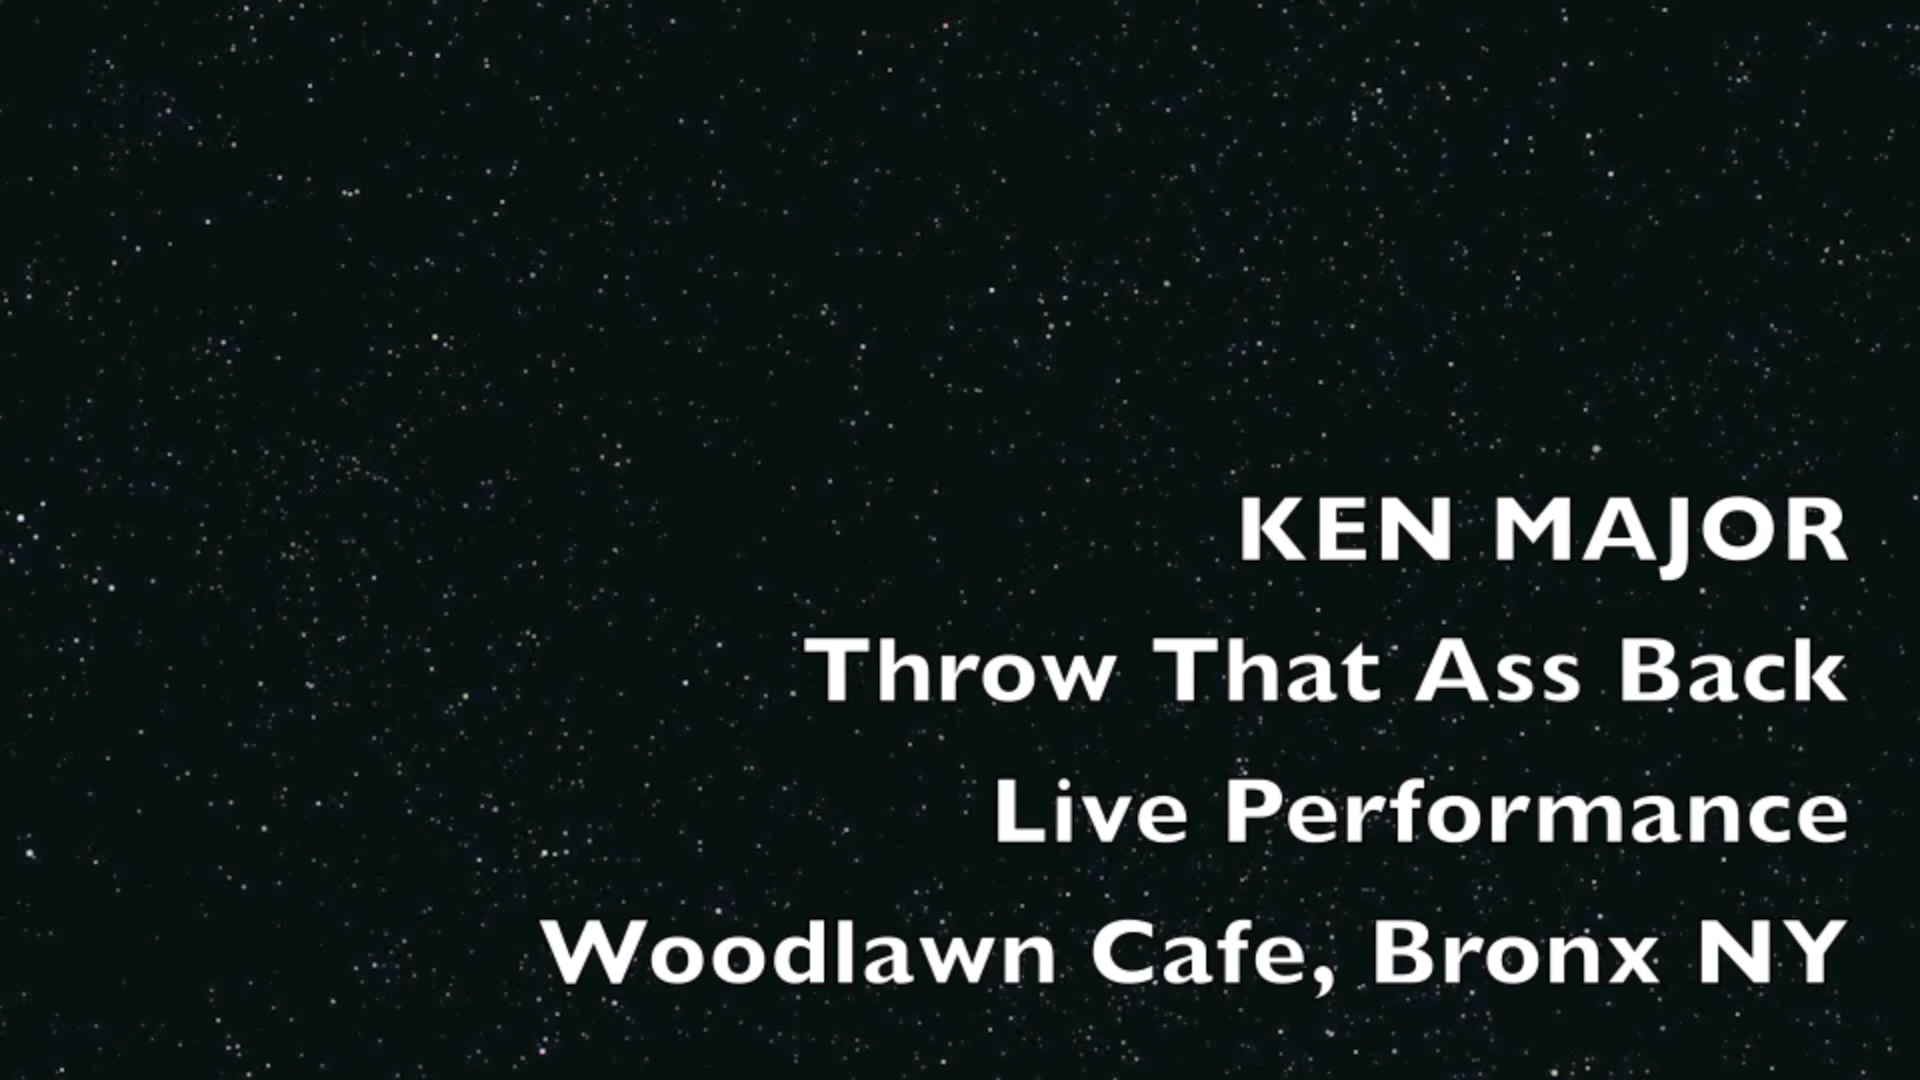 KEN MAJOR
Throw That Ass Back
Live Performance
Woodlawn Cafe, Bronx NY